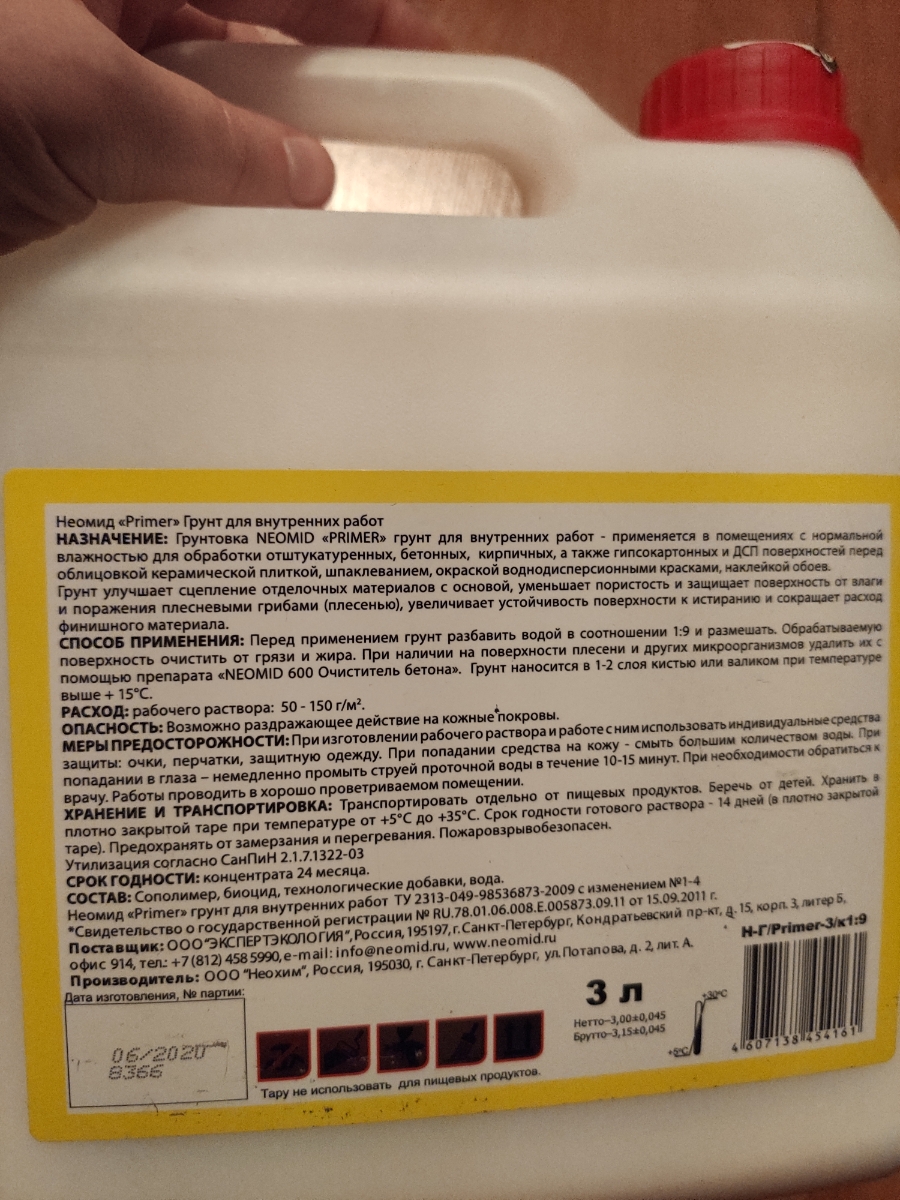 Неомид «Primer» Грунт для внутренних работ
НАЗНАЧЕНИЕ: Грунтовка NEOMID «PRIMER» грунт для внутренних работ - применяется в помещениях с нормальной
влажностью для обработки отштукатуренных, бетонных, кирпичных, а также гипсокартонных и ДСП поверхностей перед
облицовкой керамической плиткой, шпаклеванием, окраской воднодисперсионными красками, наклейкой обоев.
Грунт улучшает сцепление отделочных материалов с основой, уменьшает пористость и защищает поверхность от влаги
и поражения плесневыми грибами (плесенью), увеличивает устойчивость поверхности к истиранию и сокращает расход
финишного материала.
СПОСОБ ПРИМЕНЕНИЯ: Перед применением грунт разбавить водой в соотношении 1:9 и размешать. Обрабатываемую
поверхность очистить от грязи и жира. При наличии на поверхности плесени и других микроорганизмов удалить их с
помощью препарата «NEOMID 600 Очиститель бетона». Грунт наносится в 1-2 слоя кистью или валиком при температуре
выше + 15°С.
РАСХОД: рабочего раствора: 50 - 150 г/м².
ОПАСНОСТЬ: Возможно раздражающее действие на кожные покровы.
МЕРЫ ПРЕДОСТОРОЖНОСТИ: При изготовлении рабочего раствора и работе с ним использовать индивидуальные средства
защиты: очки, перчатки, защитную одежду. При попадании средства на кожу - смыть большим количеством воды. При
попадании в глаза – немедленно промыть струей проточной воды в течение 10-15 минут. При необходимости обратиться к
врачу. Работы проводить в хорошо проветриваемом помещении.
ХРАНЕНИЕ И ТРАНСПОРТИРОВКА: Транспортировать отдельно от пищевых продуктов. Беречь от детей. Хранить в
плотно закрытой таре при температуре от +5°С до +35°С. Срок годности готового раствора - 14 дней (в плотно закрытой
таре). Предохранять от замерзания и перегревания. Пожаровзрывобезопасен.
Утилизация согласно СанПиН 2.1.7.1322-03
СРОК ГОДНОСТИ: концентрата 24 месяца.
СОСТАВ: Сополимер, биоцид, технологические добавки, вода.
Неомид «Primer» грунт для внутренних работ ТУ 2313-049-98536873-2009 с изменением №1-4
*Свидетельство о государственной регистрации № RU.78.01.06.008.E.005873.09.11 от 15.09.2011 г.
Поставщик: ООО "ЭКСПЕРТЭКОЛОГИЯ", Россия, 195197, г. Санкт-Петербург, Кондратьевский пр-кт, д. 15, корп. 3, литер Б,
офис 914, тел.: +7 (812) 458 5990, e-mail: info@neomid.ru, www.neomid.ru
Производитель: ООО "Неохим", Россия, 195030, г. Санкт-Петербург, ул. Потапова, д. 2, лит. А.
Н-Г/Primer-3/к1:9
Дата изготовления, № партии:
06/2020
8366
Тару не использовать для пищевых продуктов.
3 л
Нетто–3,00±0,045
Брутто–3,15±0,045
+30°С
+5°С
4 607138 454161